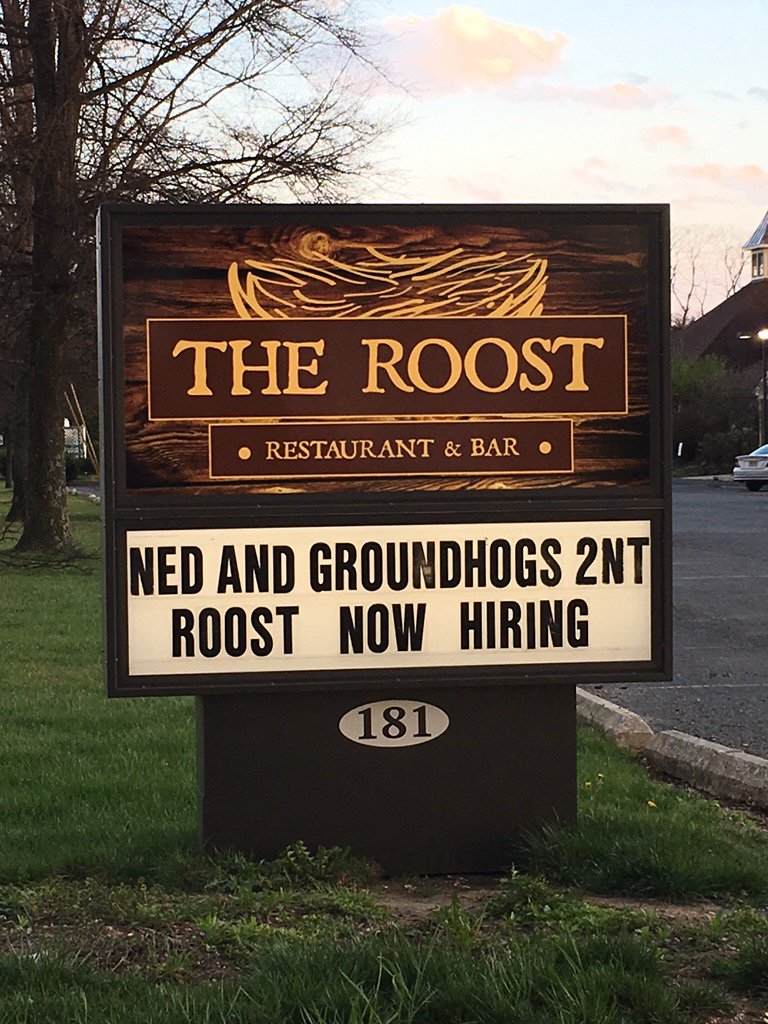 THE ROOST
• RESTAURANT & BAR •
NED AND GROUNDHOGS 2NT
ROOST NOW HIRING
181